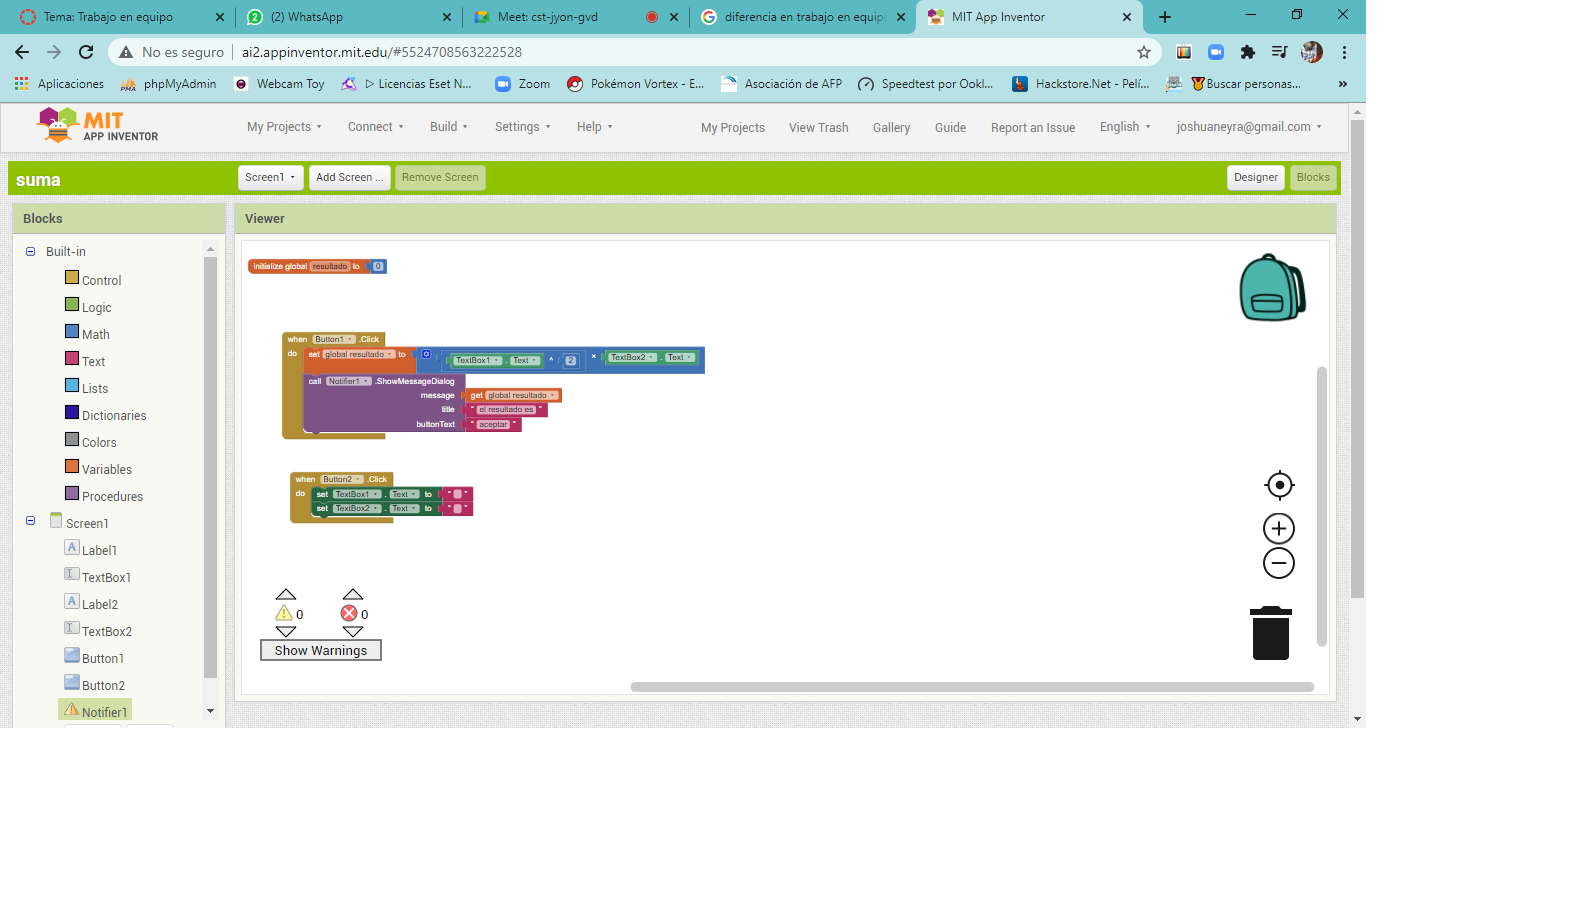 Tema: Trabajo en equipo
(2) WhatsApp
Meet: cst-jyon-gvd
diferencia en trabajo en equip
MIT App Inventor
No es seguro
ai2.appinventor.mit.edu/#5524708563222528
Aplicaciones
phpMyAdmin
Webcam Toy
Licencias Eset N...
Zoom
Pokémon Vortex - E...
Asociación de AFP
Speedtest por Ookl...
Hackstore.Net - Pelí...
Buscar personas...
»
MIT
APP INVENTOR
My Projects
Connect
Build
Settings
Help
My Projects
View Trash
Gallery
Guide
Report an Issue
English
joshuaneyra@gmail.com
suma
Screen1
Add Screen ...
Remove Screen
Designer
Blocks
Blocks
Built-in
Control
Logic
Math
Text
Lists
Dictionaries
Colors
Variables
Procedures
Screen1
Label1
TextBox1
Label2
TextBox2
Button1
Button2
Notifier1
Viewer
initialize global resultado to 0
when Button1 .Click
do set global resultado to TextBox1 . Text ^ 2 × TextBox2 . Text
call Notifier1 .ShowMessageDialog
message get global resultado
title " el resultado es "
buttonText " aceptar "
when Button2 .Click
do set TextBox1 . Text to " "
set TextBox2 . Text to " "
0 0
Show Warnings